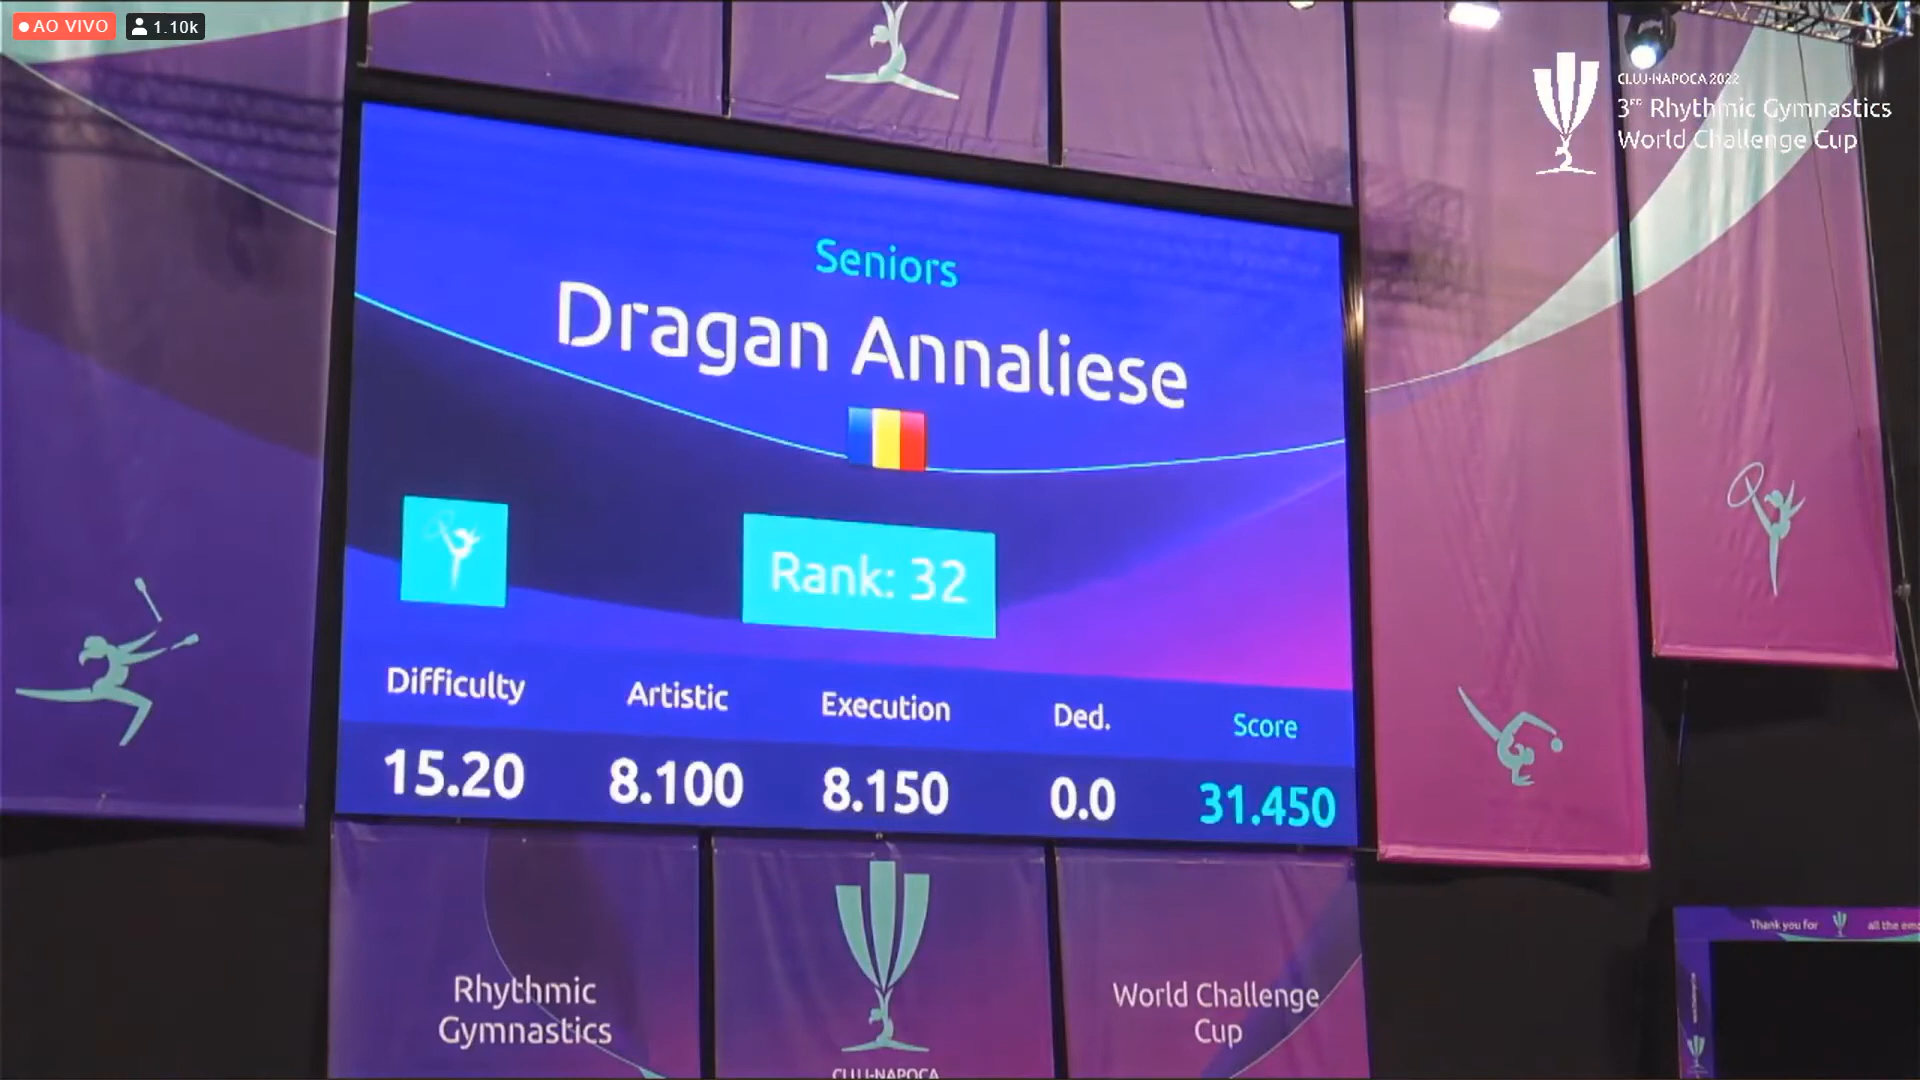 AO VIVO
1.10k
CLUJ-NAPOCA 2022
3RD Rhythmic Gymnastics
World Challenge Cup
Seniors
Dragan Annaliese
Rank: 32
Difficulty Artistic Execution Ded. Score
15.20 8.100 8.150 0.0 31.450
Rhythmic
Gymnastics
CLUJ-NAPOCA
World Challenge
Cup
Thank you for all the emo